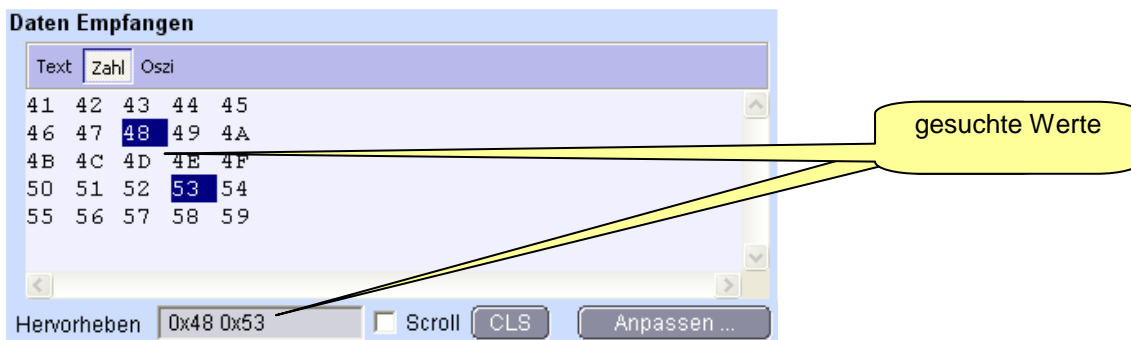 Daten Empfangen
Text Zahl Oszi
41 42 43 44 45
46 47 48 49 4A
4B 4C 4D 4E 4F
50 51 52 53 54
55 56 57 58 59
gesuchte Werte
Hervorheben 0x48 0x53 Scroll CLS Anpassen ...